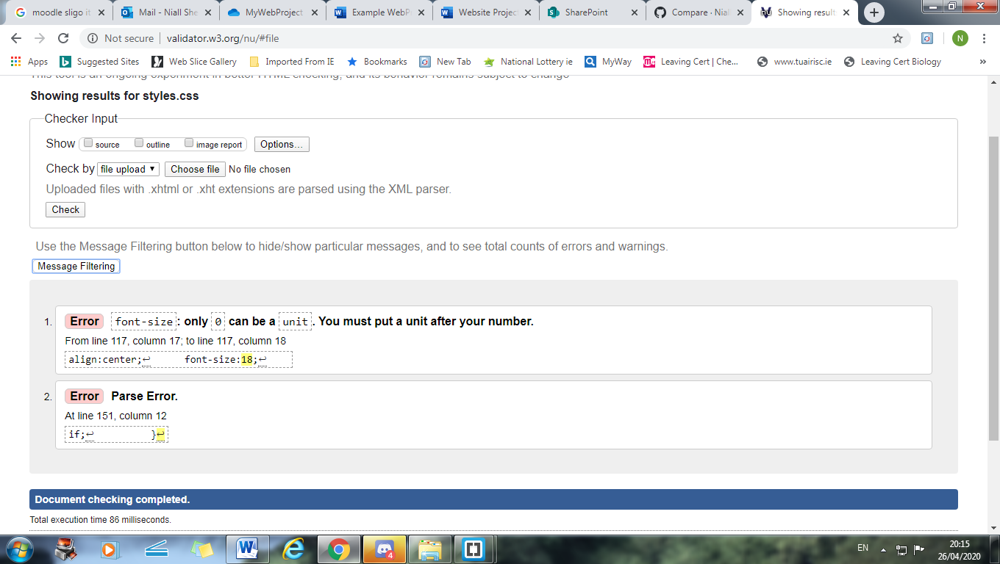 moodle sligo it
Mail - Niall She
MyWebProject
Example WebP
Website Project
SharePoint
Compare · Niall
Showing result
Not secure | validator.w3.org/nu/#file
N
Apps
Suggested Sites
Web Slice Gallery
Imported From IE
Bookmarks
New Tab
National Lottery ie
MyWay
Leaving Cert | Che...
www.tuairisc.ie
Leaving Cert Biology
»
This tool is an ongoing experiment in better HTML checking, and its behavior remains subject to change
Showing results for styles.css
Checker Input
Show source outline image report Options...
Check by file upload Choose file No file chosen
Uploaded files with .xhtml or .xht extensions are parsed using the XML parser.
Check
Use the Message Filtering button below to hide/show particular messages, and to see total counts of errors and warnings.
Message Filtering
1. Error font-size: only 0 can be a unit. You must put a unit after your number.
From line 117, column 17; to line 117, column 18
align:center;↩ font-size:18;↩
2. Error Parse Error.
At line 151, column 12
if;↩ }↩
Document checking completed.
Total execution time 86 milliseconds.
4
EN
20:15
26/04/2020